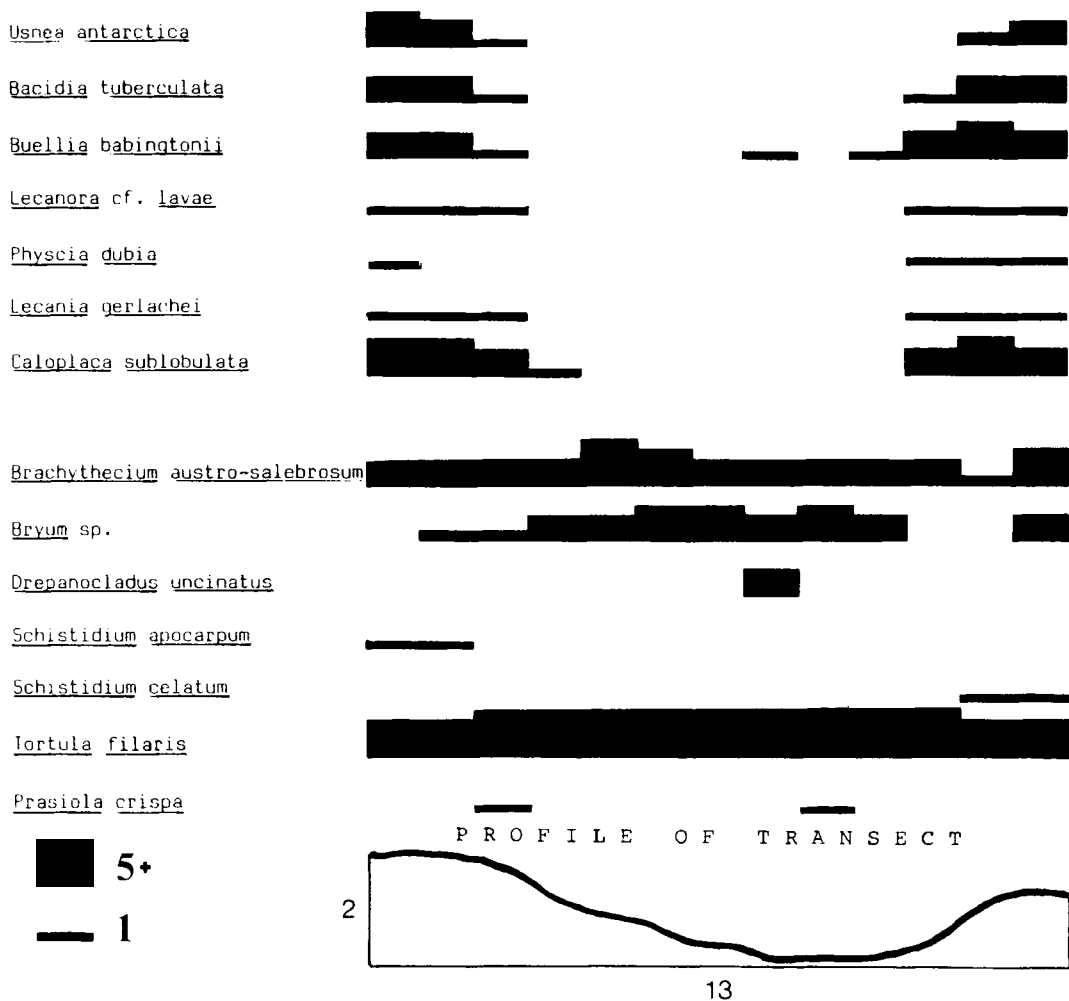 Usnea antarctica
Bacidia tuberculata
Buellia babingtonii
Lecanora cf. lavae
Physcia dubia
Lecania gerlachei
Caloplaca sublobulata
Brachythecium austro-salebrosum
Bryum sp.
Drepanocladus uncinatus
Schistidium apocarpum
Schistidium celatum
Tortula filaris
Prasiola crispa
PROFILE OF TRANSECT
5+
1
2
13